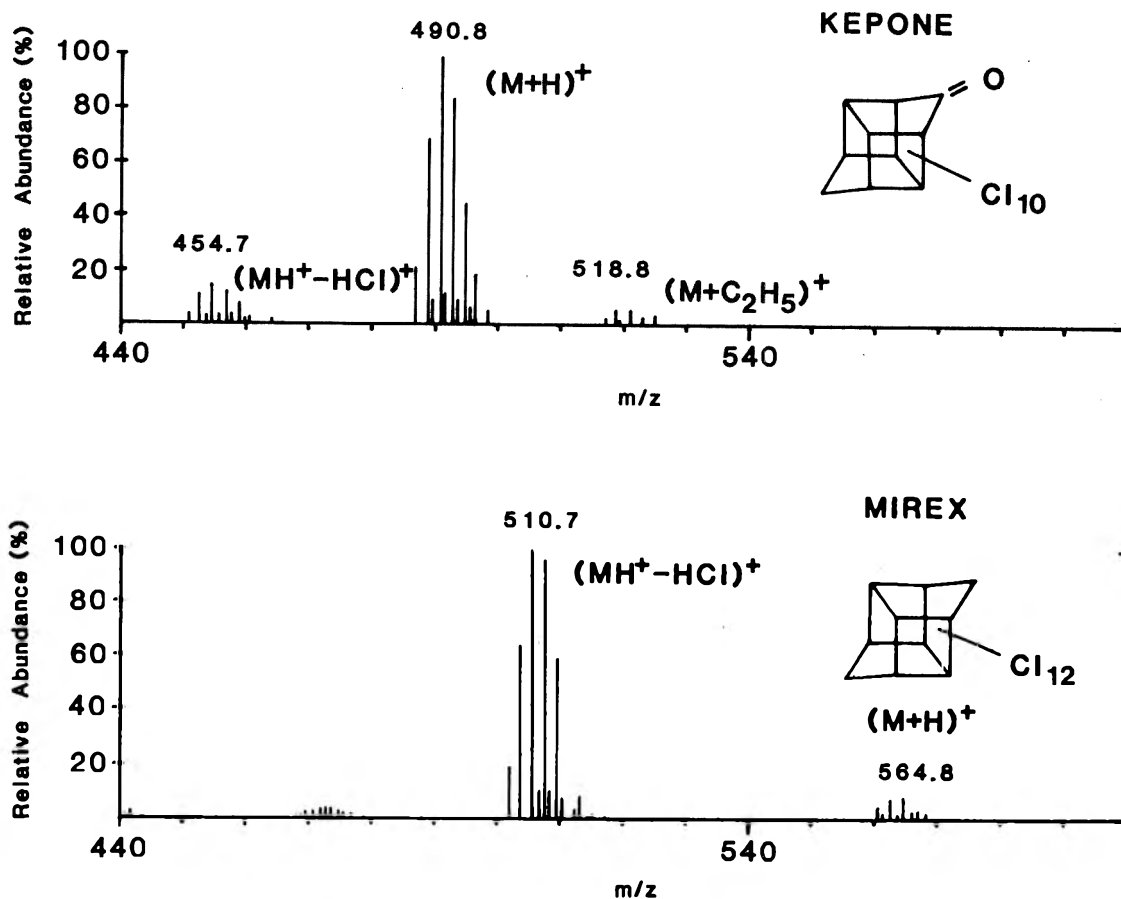 KEPONE
490.8
(M+H)+
O
Cl10
454.7
(MH+-HCl)+
518.8
(M+C2H5)+
Relative Abundance (%)
100
80
60
40
20
440
540
m/z
MIREX
510.7
(MH+-HCl)+
Cl12
(M+H)+
564.8
Relative Abundance (%)
100
80
60
40
20
440
540
m/z